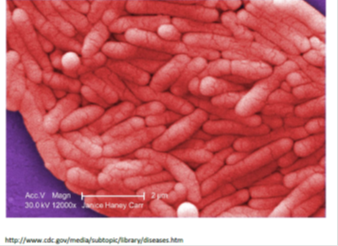 Acc.V Magn 2 µm
30.0 kV 12000x Janice Haney Carr
http://www.cdc.gov/media/subtopic/library/diseases.htm